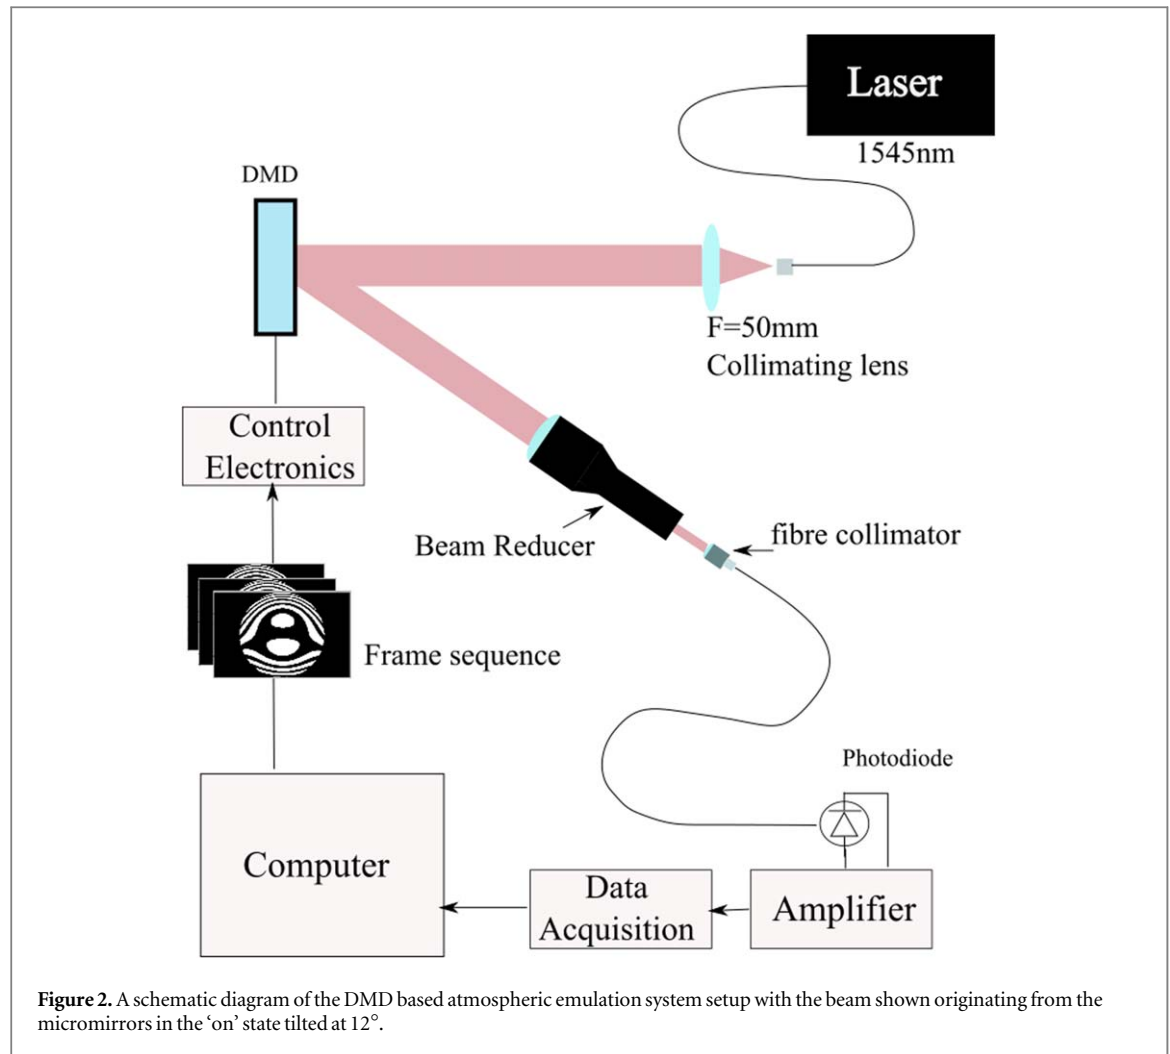 Laser
1545nm
DMD
F=50mm
Collimating lens
Control
Electronics
Beam Reducer
fibre collimator
Frame sequence
Photodiode
Computer
Data
Acquisition
Amplifier
Figure 2. A schematic diagram of the DMD based atmospheric emulation system setup with the beam shown originating from the
micromirrors in the ‘on’ state tilted at 12°.